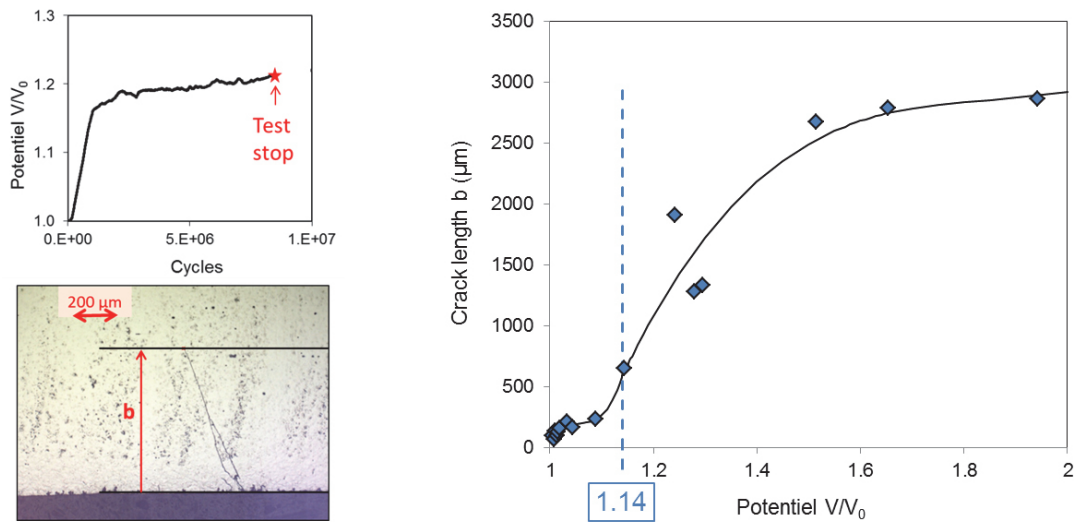 1.3
1.2
1.1
1.0
Potentiel V/V0
Test
stop
0.E+00
5.E+06
1.E+07
Cycles
200 µm
b
3500
3000
2500
2000
1500
1000
500
0
Crack length b (µm)
1
1.2
1.4
1.6
1.8
2
1.14
Potentiel V/V0